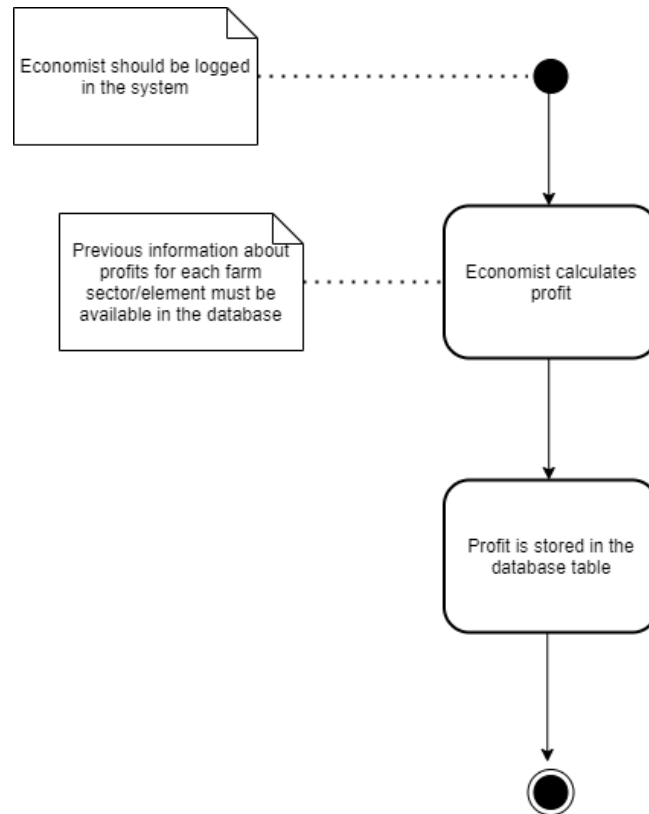 Economist should be logged
in the system
Previous information about
profits for each farm
sector/element must be
available in the database
Economist calculates
profit
Profit is stored in the
database table